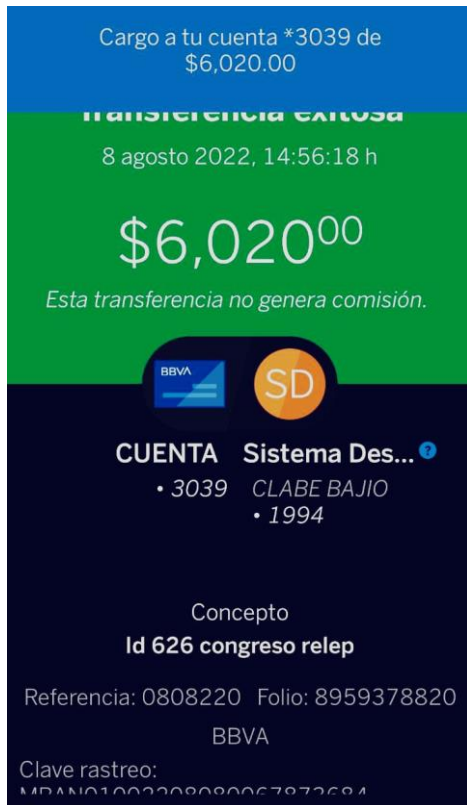 Cargo a tu cuenta *3039 de
$6,020.00
Transferencia exitosa
8 agosto 2022, 14:56:18 h
$6,020⁰⁰
Esta transferencia no genera comisión.
BBVA SD
CUENTA Sistema Des... ?
• 3039 CLABE BAJIO
• 1994
Concepto
Id 626 congreso relep
Referencia: 0808220 Folio: 8959378820
BBVA
Clave rastreo: